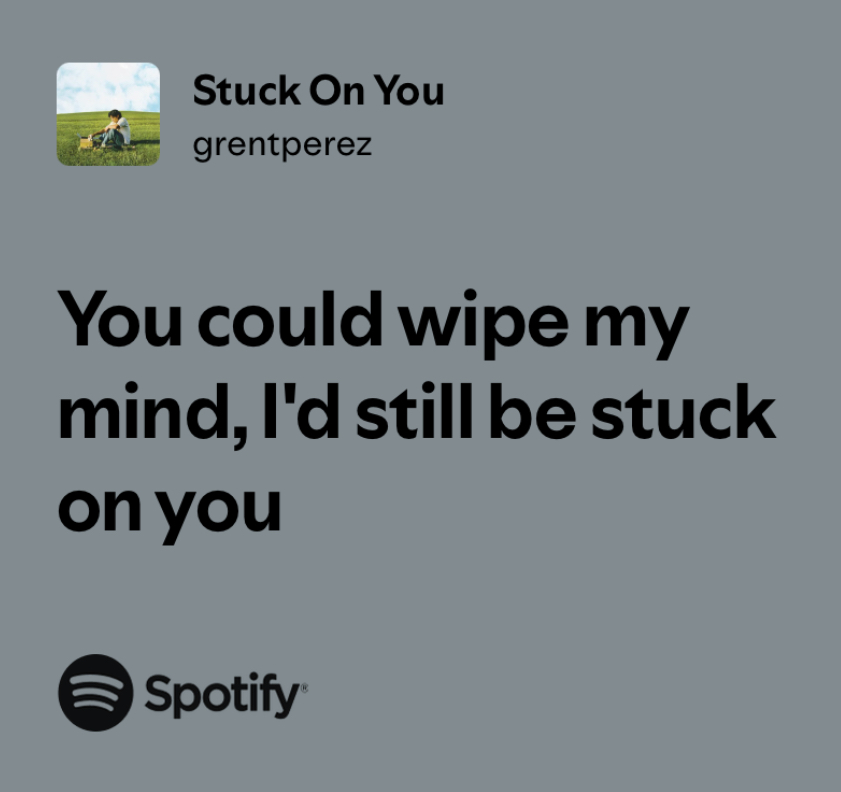 Stuck On You
grentperez
You could wipe my
mind, I'd still be stuck
on you
Spotify®